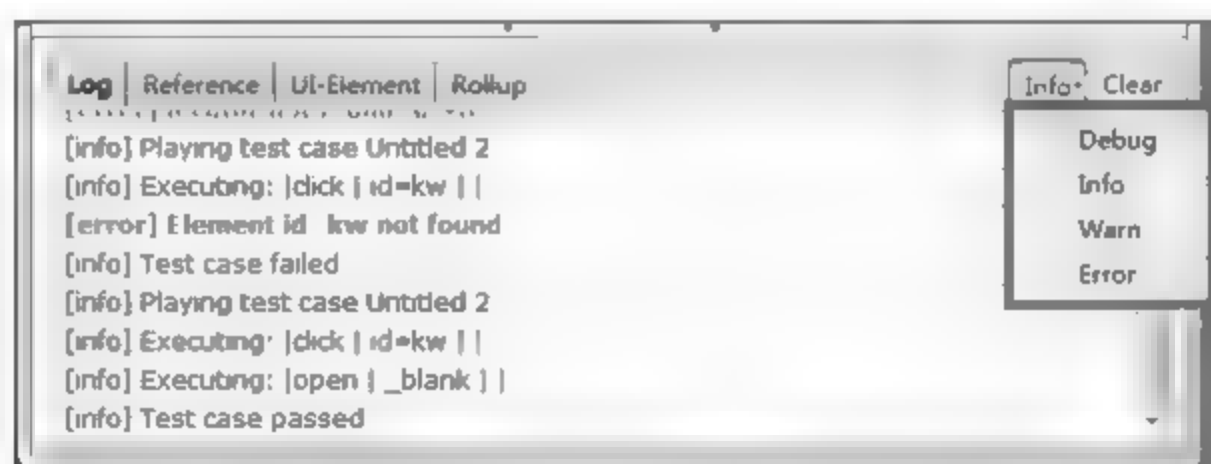 Log | Reference | UI-Element | Rollup
Info Clear
Debug
Info
Warn
Error
[info] Playing test case Untitled 2
[info] Executing: |click | id=kw | |
[error] Element id kw not found
[info] Test case failed
[info] Playing test case Untitled 2
[info] Executing: |click | id=kw | |
[info] Executing: |open | _blank | |
[info] Test case passed